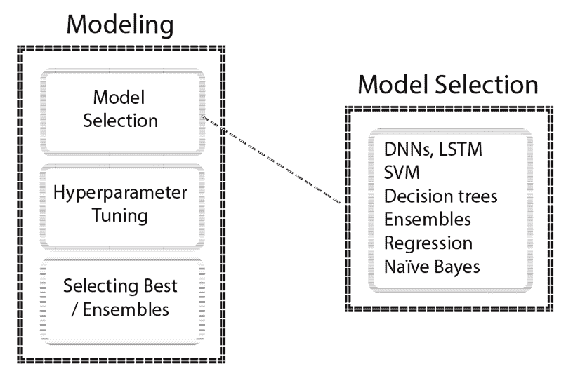 Modeling
Model
Selection
Hyperparameter
Tuning
Selecting Best
/ Ensembles
Model Selection
DNNs, LSTM
SVM
Decision trees
Ensembles
Regression
Naïve Bayes